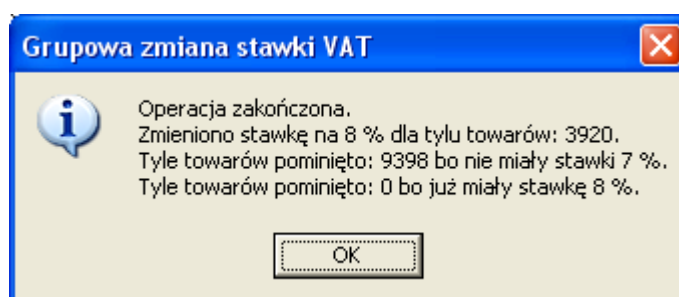 Grupowa zmiana stawki VAT
Operacja zakończona.
Zmieniono stawkę na 8 % dla tylu towarów: 3920.
Tyle towarów pominięto: 9398 bo nie miały stawki 7 %.
Tyle towarów pominięto: 0 bo już miały stawkę 8 %.
OK